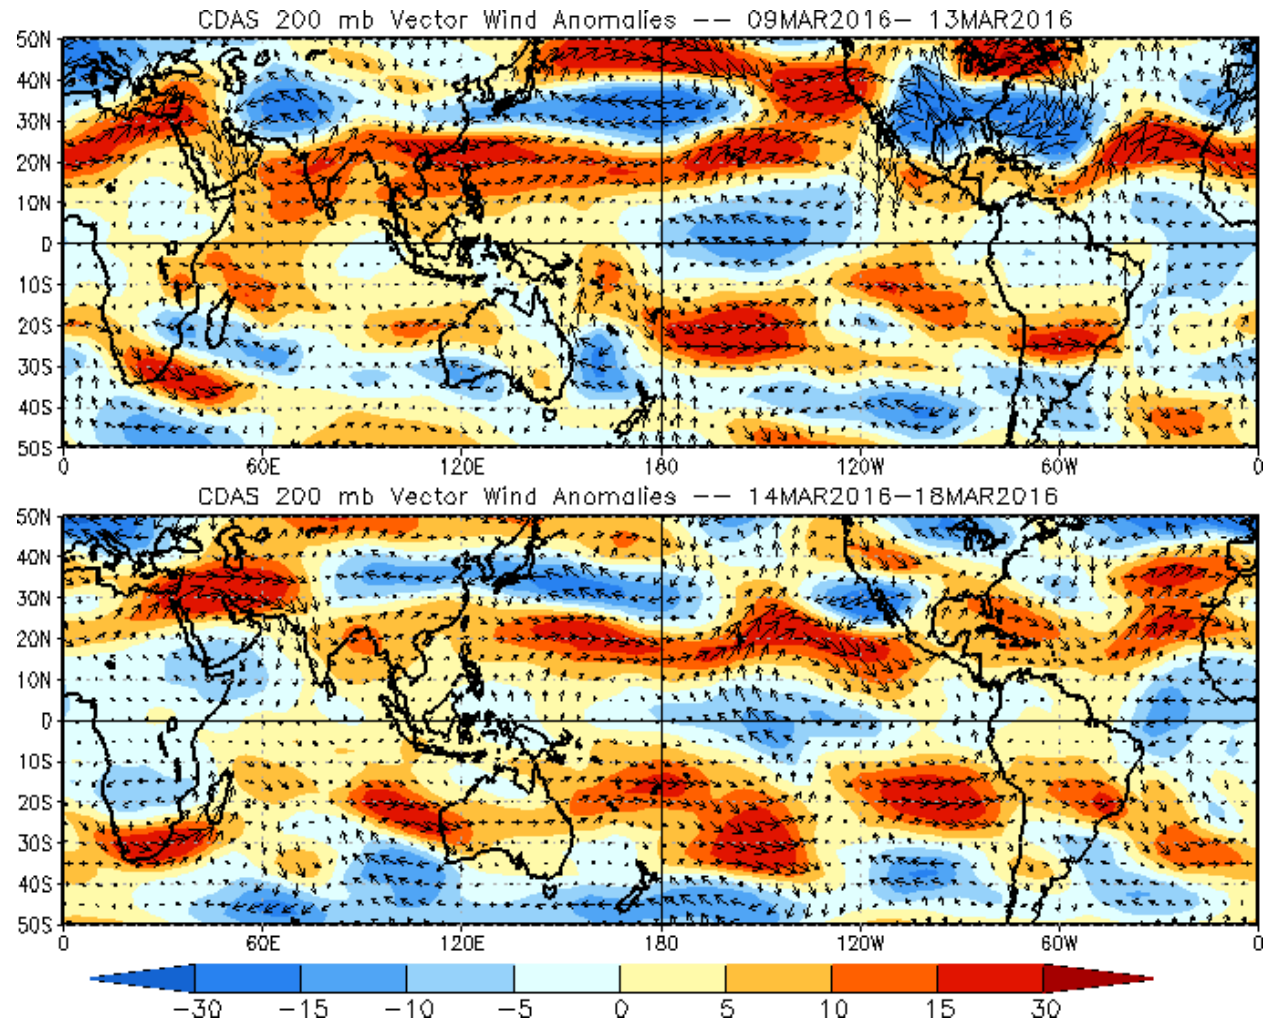 CDAS 200 mb Vector Wind Anomalies -- 09MAR2016- 13MAR2016
50N
40N
30N
20N
10N
0
10S
20S
30S
40S
50S
0 60E 120E 180 120W 60W 0
CDAS 200 mb Vector Wind Anomalies -- 14MAR2016-18MAR2016
50N
40N
30N
20N
10N
0
10S
20S
30S
40S
50S
0 60E 120E 180 120W 60W 0
-30 -15 -10 -5 0 5 10 15 30